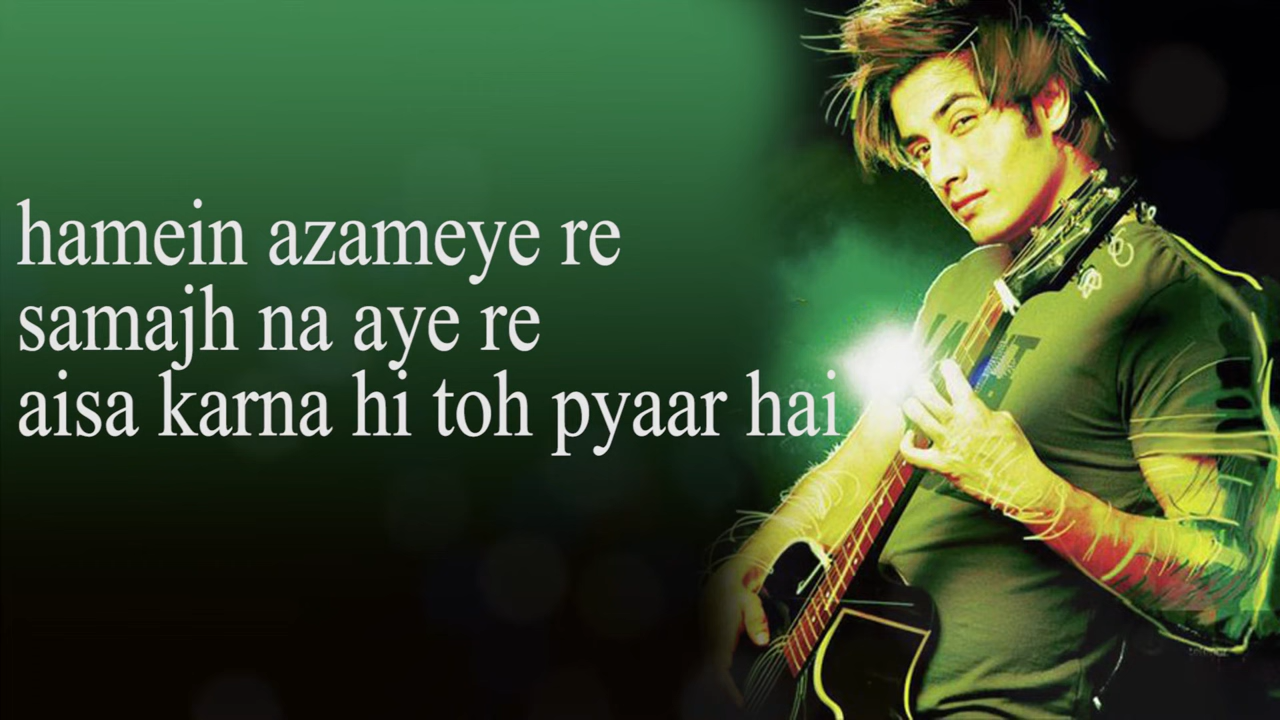 hamein azameye re
samajh na aye re
aisa karna hi toh pyaar hai